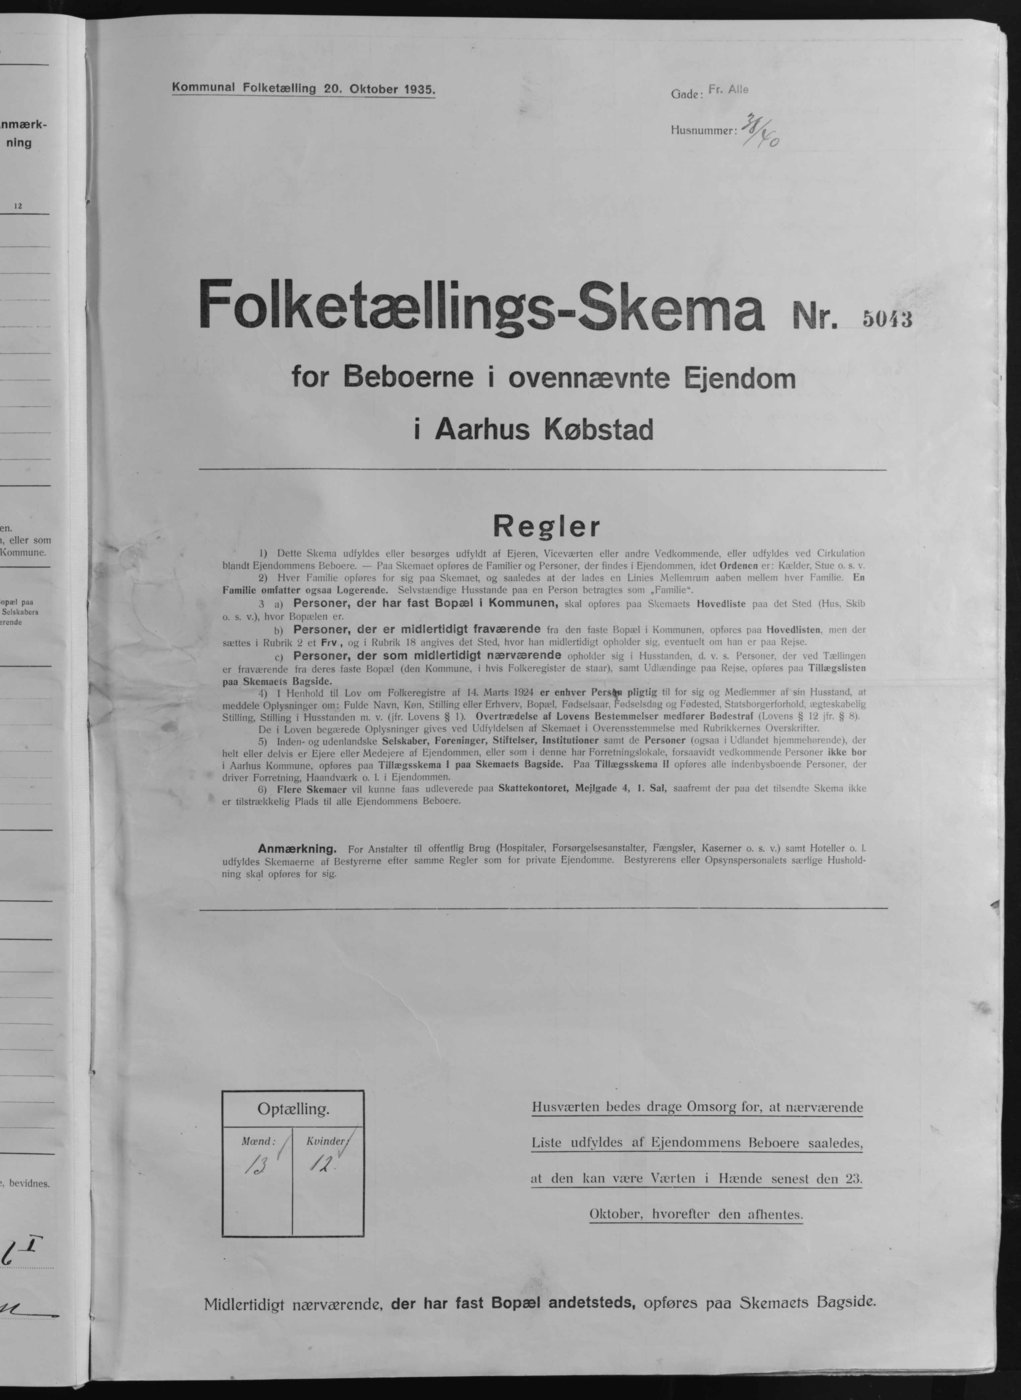 nmærk-
ning
12
en.
, eller som
Kommune.
opæl paa
Selskabers
erende
, bevidnes.
6 I
Kommunal Folketælling 20. Oktober 1935.
Gade: Fr. Alle
Husnummer: 38/40
Folketællings-Skema Nr. 5043
for Beboerne i ovennævnte Ejendom
i Aarhus Købstad
Regler
1) Dette Skema udfyldes eller besørges udfyldt af Ejeren, Viceværten eller andre Vedkommende, eller udfyldes ved Cirkulation
blandt Ejendommens Beboere. — Paa Skemaet opføres de Familier og Personer, der findes i Ejendommen, idet Ordenen er: Kælder, Stue o. s. v.
2) Hver Familie opføres for sig paa Skemaet, og saaledes at der lades en Linies Mellemrum aaben mellem hver Familie. En
Familie omfatter ogsaa Logerende. Selvstændige Husstande paa en Person betragtes som „Familie“.
3 a) Personer, der har fast Bopæl i Kommunen, skal opføres paa Skemaets Hovedliste paa det Sted (Hus, Skib
o. s. v.), hvor Bopælen er.
b) Personer, der er midlertidigt fraværende fra den faste Bopæl i Kommunen, opføres paa Hovedlisten, men der
sættes i Rubrik 2 et Frv, og i Rubrik 18 angives det Sted, hvor han midlertidigt opholder sig, eventuelt om han er paa Rejse.
c) Personer, der som midlertidigt nærværende opholder sig i Husstanden, d. v. s. Personer, der ved Tællingen
er fraværende fra deres faste Bopæl (den Kommune, i hvis Folkeregister de staar), samt Udlændinge paa Rejse, opføres paa Tillægslisten
paa Skemaets Bagside.
4) I Henhold til Lov om Folkeregistre af 14. Marts 1924 er enhver Person pligtig til for sig og Medlemmer af sin Husstand, at
meddele Oplysninger om: Fulde Navn, Køn, Stilling eller Erhverv, Bopæl, Fødselsaar, Fødselsdag og Fødested, Statsborgerforhold, ægteskabelig
Stilling, Stilling i Husstanden m. v. (jfr. Lovens § 1). Overtrædelse af Lovens Bestemmelser medfører Bødestraf (Lovens § 12 jfr. § 8).
De i Loven begærede Oplysninger gives ved Udfyldelsen af Skemaet i Overensstemmelse med Rubrikkernes Overskrifter.
5) Inden- og udenlandske Selskaber, Foreninger, Stiftelser, Institutioner samt de Personer (ogsaa i Udlandet hjemmehørende), der
helt eller delvis er Ejere eller Medejere af Ejendommen, eller som i denne har Forretningslokale, forsaavidt vedkommende Personer ikke bor
i Aarhus Kommune, opføres paa Tillægsskema I paa Skemaets Bagside. Paa Tillægsskema II opføres alle indenbysboende Personer, der
driver Forretning, Haandværk o. l. i Ejendommen.
6) Flere Skemaer vil kunne faas udleverede paa Skattekontoret, Mejlgade 4, 1. Sal, saafremt der paa det tilsendte Skema ikke
er tilstrækkelig Plads til alle Ejendommens Beboere.
Anmærkning. For Anstalter til offentlig Brug (Hospitaler, Forsørgelsesanstalter, Fængsler, Kaserner o. s. v.) samt Hoteller o. l.
udfyldes Skemaerne af Bestyrerne efter samme Regler som for private Ejendomme. Bestyrerens eller Opsynspersonalets særlige Hushold-
ning skal opføres for sig.
Optælling.
Mænd: Kvinder:
13 12
Husværten bedes drage Omsorg for, at nærværende
Liste udfyldes af Ejendommens Beboere saaledes,
at den kan være Værten i Hænde senest den 23.
Oktober, hvorefter den afhentes.
Midlertidigt nærværende, der har fast Bopæl andetsteds, opføres paa Skemaets Bagside.